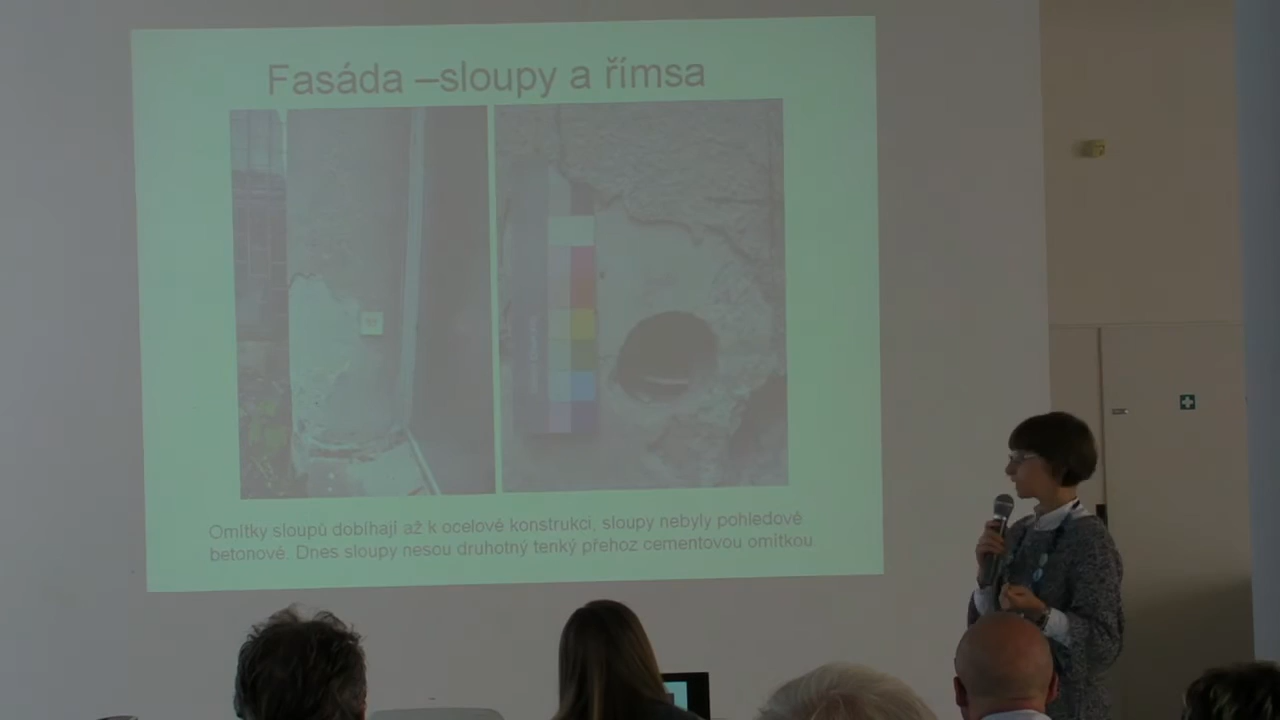 Fasáda –sloupy a římsa
Omítky sloupů dobíhají až k ocelové konstrukci, sloupy nebyly pohledově
betonové. Dnes sloupy nesou druhotný tenký přehoz cementovou omítkou.